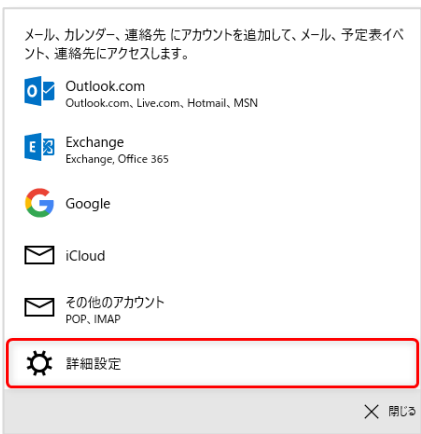 メール、カレンダー、連絡先 にアカウントを追加して、メール、予定表イベ
ント、連絡先にアクセスします。
Outlook.com
Outlook.com、Live.com、Hotmail、MSN
Exchange
Exchange, Office 365
Google
iCloud
その他のアカウント
POP、IMAP
詳細設定
閉じる